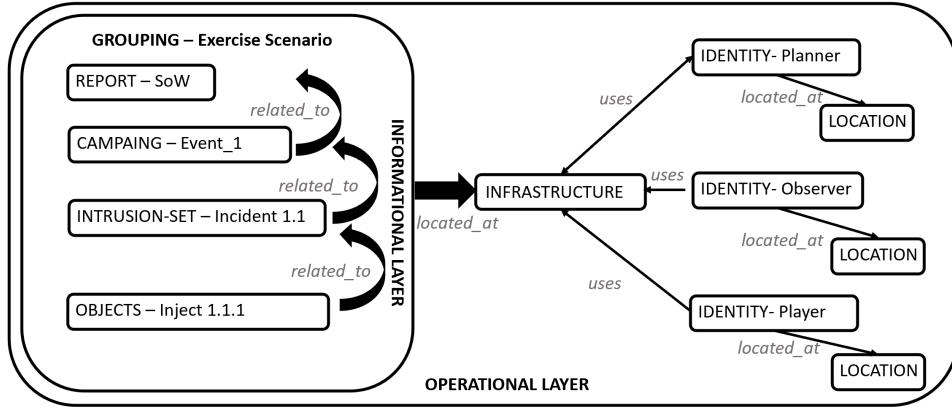 GROUPING – Exercise Scenario
REPORT – SoW
related_to
CAMPAING – Event_1
related_to
INTRUSION-SET – Incident 1.1
related_to
OBJECTS – Inject 1.1.1
INFORMATIONAL LAYER
located_at
INFRASTRUCTURE
uses
IDENTITY- Planner
located_at
LOCATION
uses
IDENTITY- Observer
located_at
LOCATION
uses
IDENTITY- Player
located_at
LOCATION
OPERATIONAL LAYER